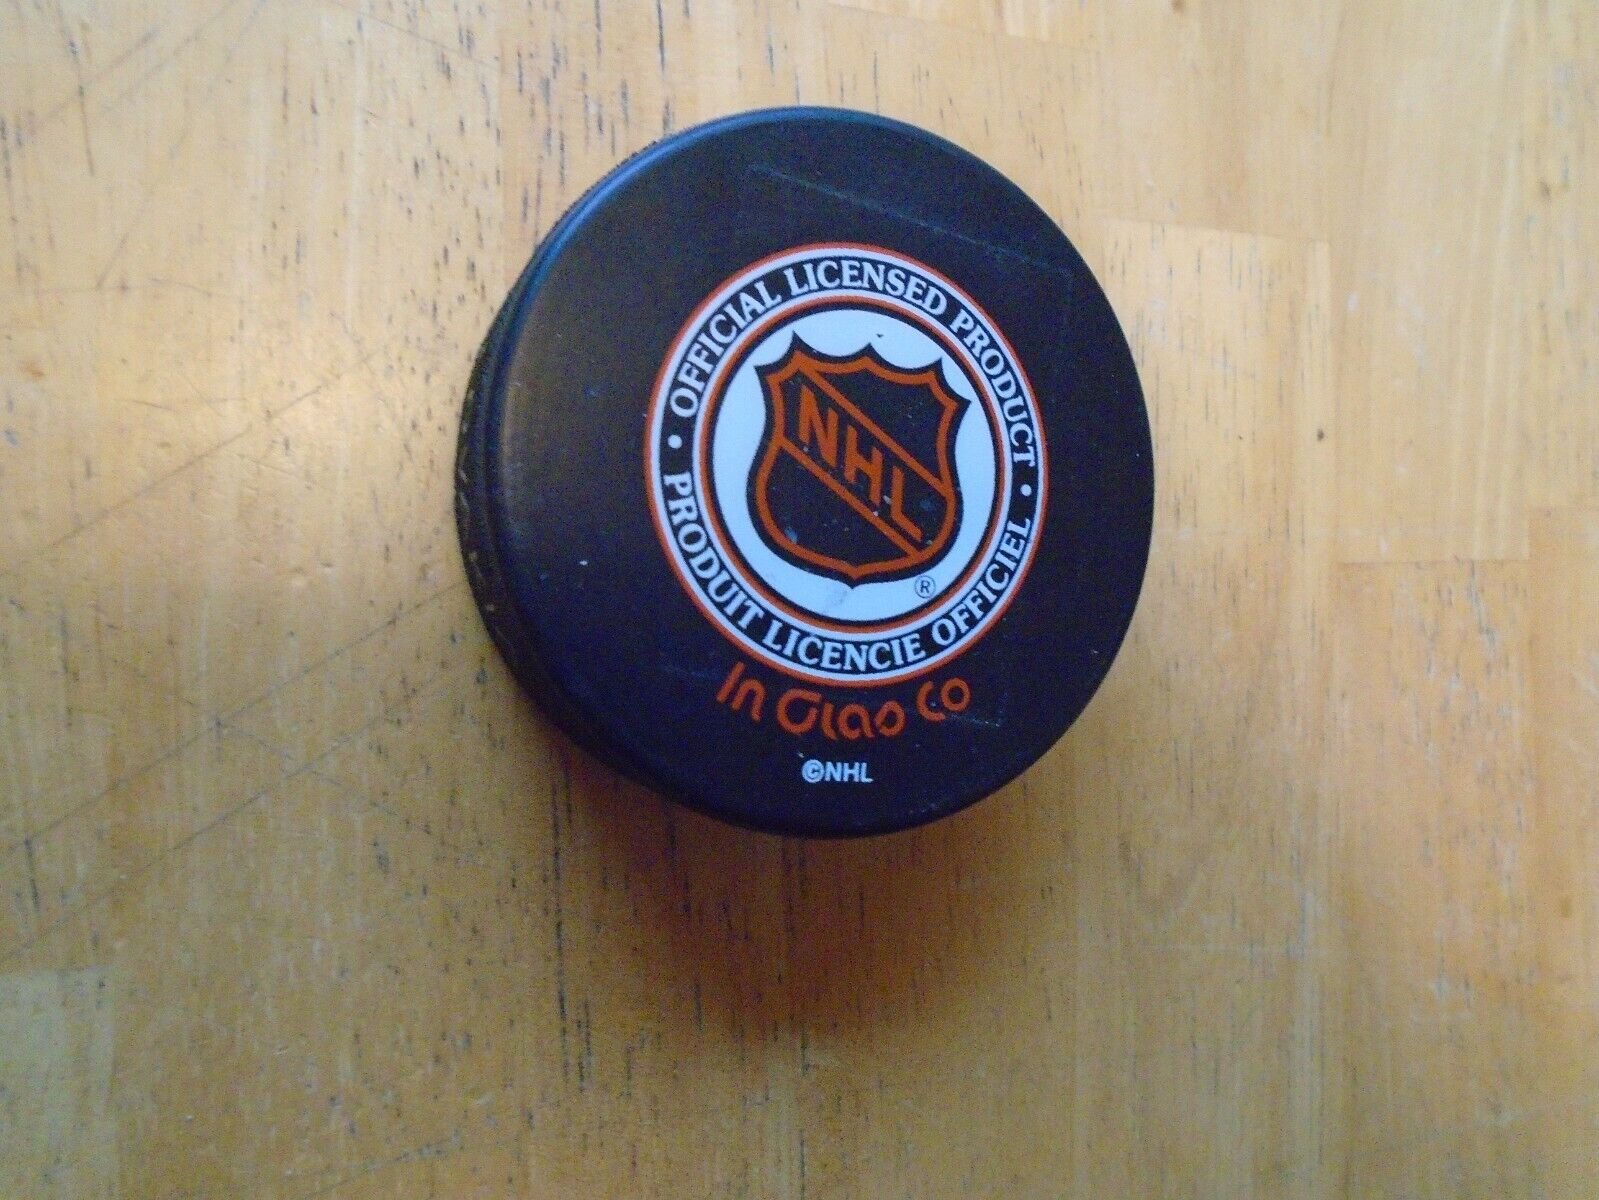 • OFFICIAL LICENSED PRODUCT •
NHL
®
PRODUIT LICENCIE OFFICIEL
In Glas Co
©NHL